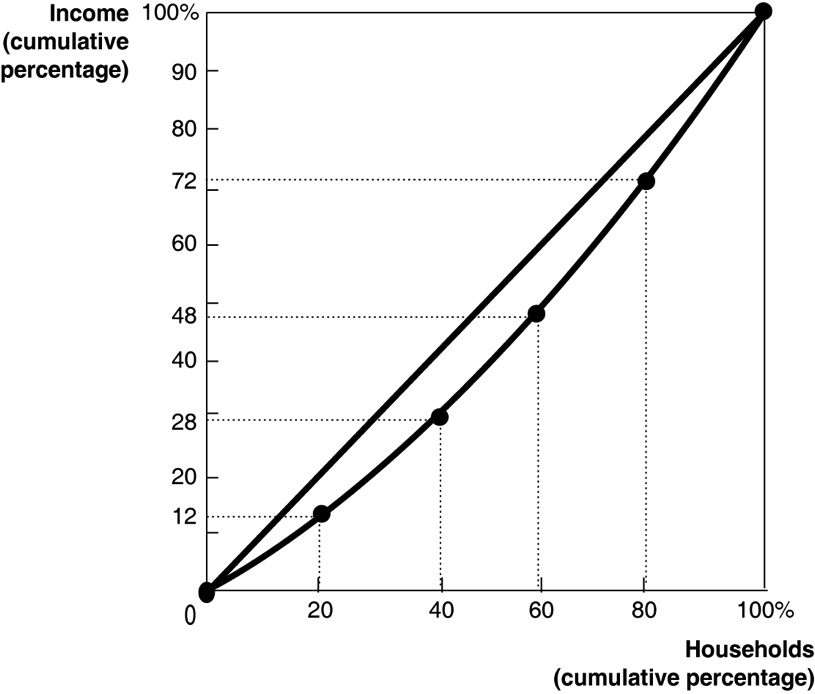 Income
(cumulative
percentage)
100%
90
80
72
60
48
40
28
20
12
0
20 40 60 80 100%
Households
(cumulative percentage)